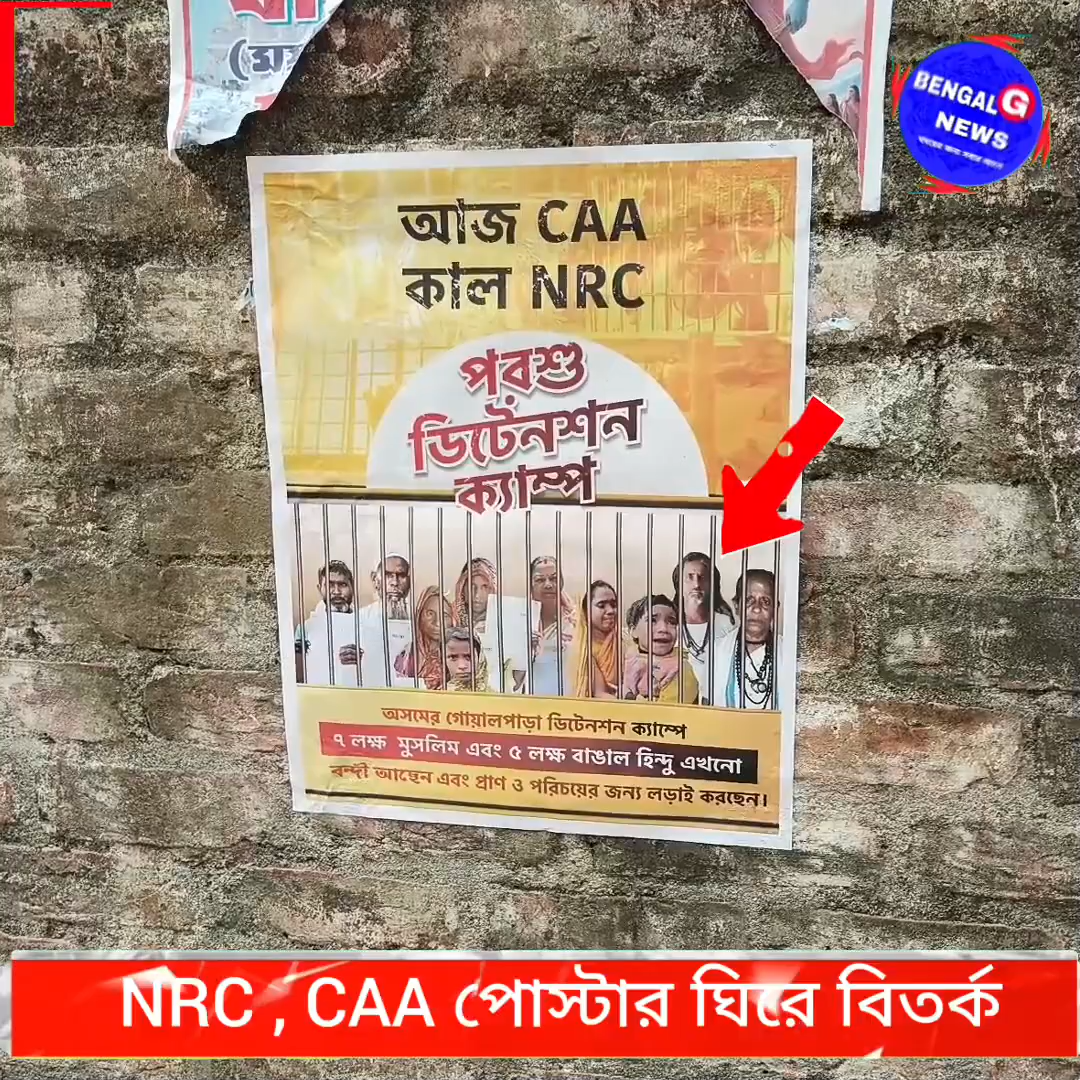 BENGAL G
NEWS
আজ CAA
কাল NRC
পরশু
ডিটেনশন
ক্যাম্প
অসমের গোয়ালপাড়া ডিটেনশন ক্যাম্পে
৭ লক্ষ মুসলিম এবং ৫ লক্ষ বাঙাল হিন্দু এখনো
বন্দী আছেন এবং প্রাণ ও পরিচয়ের জন্য লড়াই করছেন।
NRC , CAA পোস্টার ঘিরে বিতর্ক